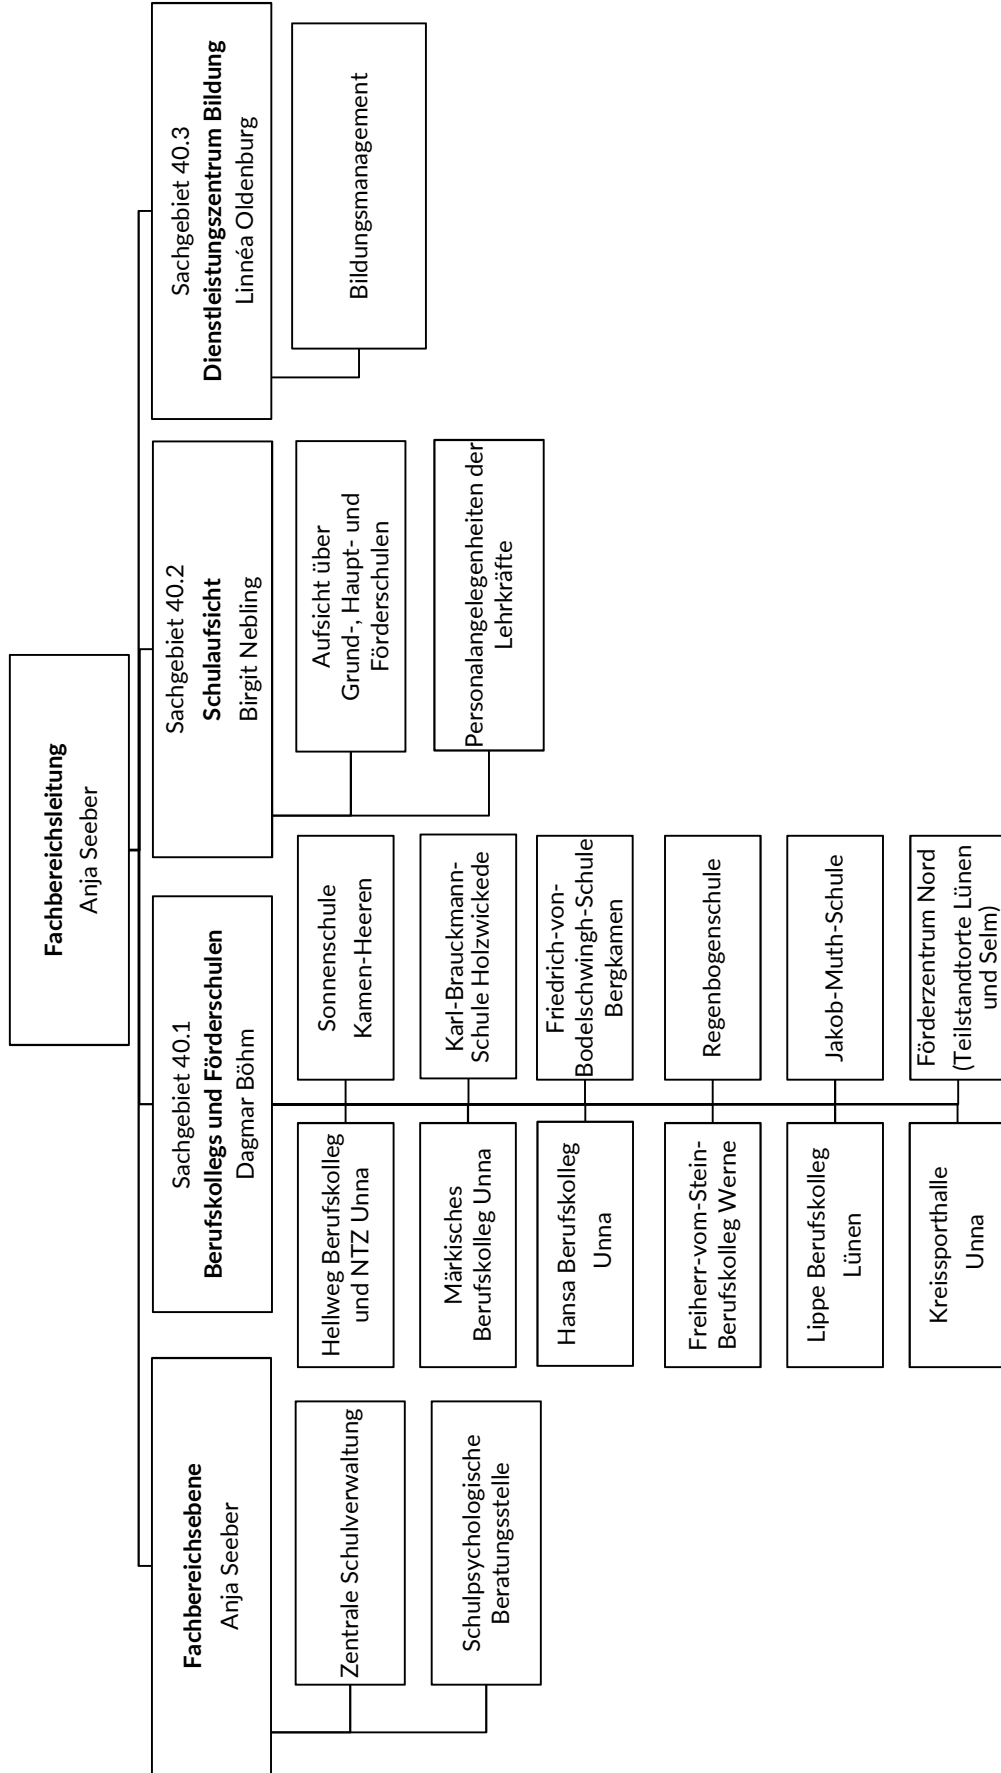 Fachbereichsleitung
Anja Seeber
Fachbereichsebene
Anja Seeber
Zentrale Schulverwaltung
Schulpsychologische
Beratungsstelle
Sachgebiet 40.1
Berufskollegs und Förderschulen
Dagmar Böhm
Hellweg Berufskolleg
und NTZ Unna
Märkisches
Berufskolleg Unna
Hansa Berufskolleg
Unna
Freiherr-vom-Stein-
Berufskolleg Werne
Lippe Berufskolleg
Lünen
Kreissporthalle
Unna
Sonnenschule
Kamen-Heeren
Karl-Brauckmann-
Schule Holzwickede
Friedrich-von-
Bodelschwingh-Schule
Bergkamen
Regenbogenschule
Jakob-Muth-Schule
Förderzentrum Nord
(Teilstandtorte Lünen
und Selm)
Sachgebiet 40.2
Schulaufsicht
Birgit Nebling
Aufsicht über
Grund-, Haupt- und
Förderschulen
Personalangelegenheiten der
Lehrkräfte
Sachgebiet 40.3
Dienstleistungszentrum Bildung
Linnéa Oldenburg
Bildungsmanagement